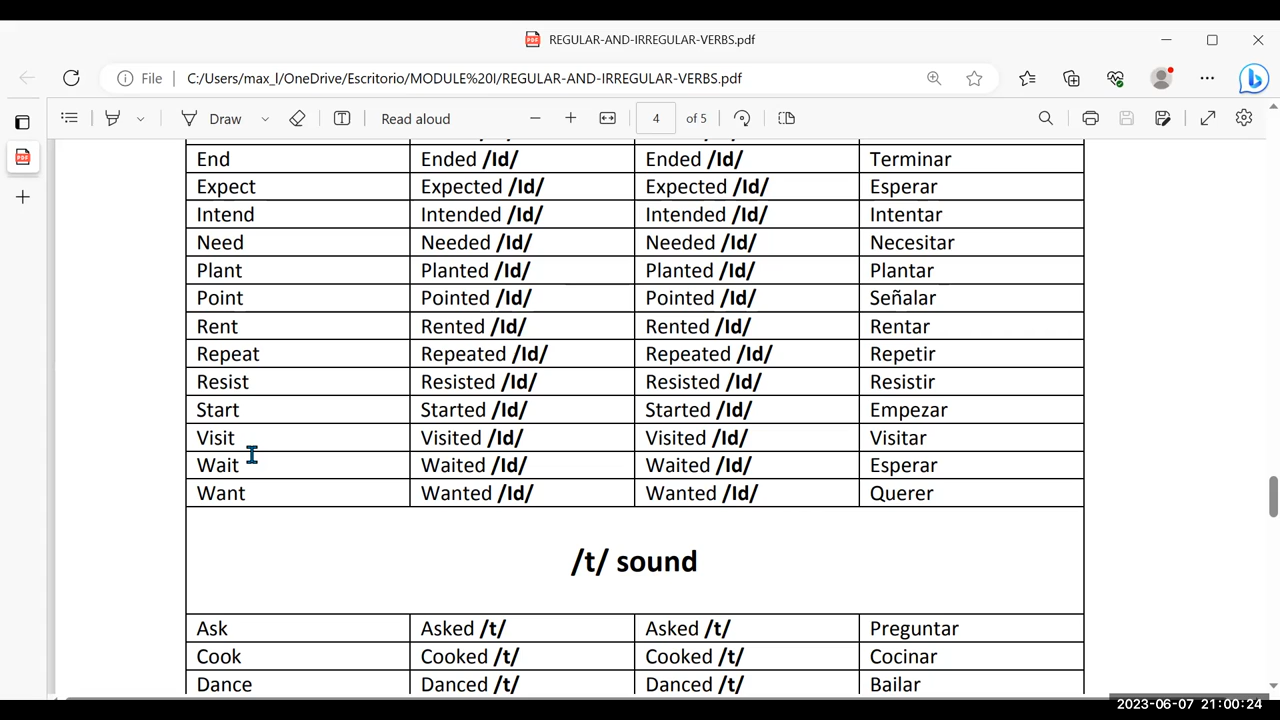 REGULAR-AND-IRREGULAR-VERBS.pdf
File C:/Users/max_l/OneDrive/Escritorio/MODULE%20I/REGULAR-AND-IRREGULAR-VERBS.pdf
Draw Read aloud 4 of 5
End Ended /Id/ Ended /Id/ Terminar
Expect Expected /Id/ Expected /Id/ Esperar
Intend Intended /Id/ Intended /Id/ Intentar
Need Needed /Id/ Needed /Id/ Necesitar
Plant Planted /Id/ Planted /Id/ Plantar
Point Pointed /Id/ Pointed /Id/ Señalar
Rent Rented /Id/ Rented /Id/ Rentar
Repeat Repeated /Id/ Repeated /Id/ Repetir
Resist Resisted /Id/ Resisted /Id/ Resistir
Start Started /Id/ Started /Id/ Empezar
Visit Visited /Id/ Visited /Id/ Visitar
Wait Waited /Id/ Waited /Id/ Esperar
Want Wanted /Id/ Wanted /Id/ Querer
/t/ sound
Ask Asked /t/ Asked /t/ Preguntar
Cook Cooked /t/ Cooked /t/ Cocinar
Dance Danced /t/ Danced /t/ Bailar
2023-06-07 21:00:24